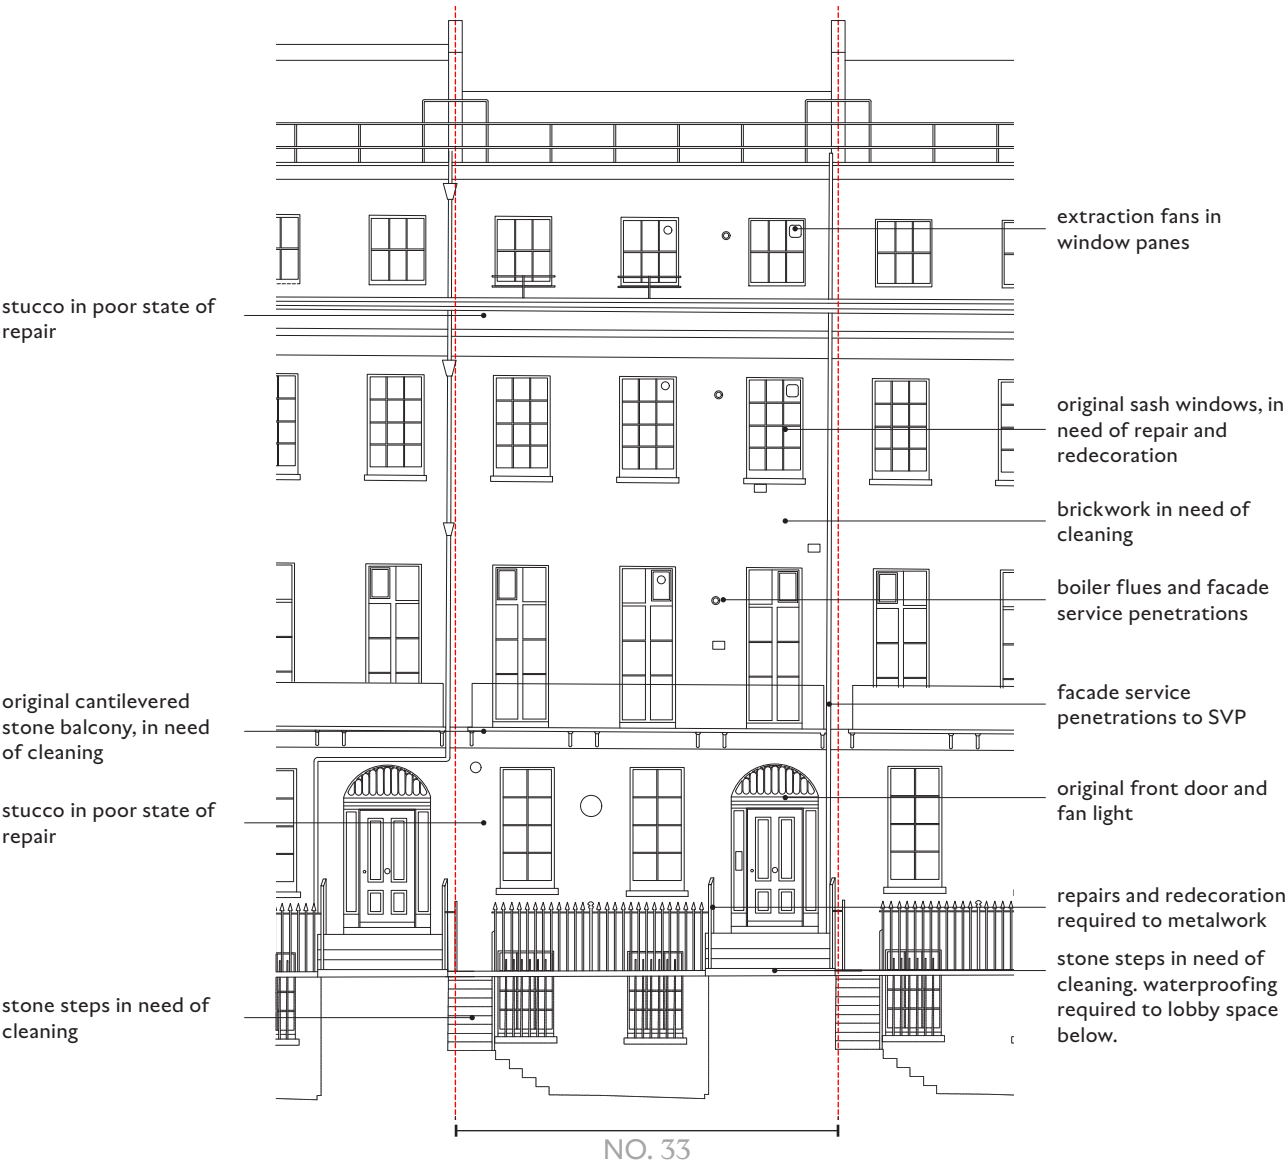 extraction fans in
window panes
stucco in poor state of
repair
original sash windows, in
need of repair and
redecoration
brickwork in need of
cleaning
boiler flues and facade
service penetrations
facade service
penetrations to SVP
original cantilevered
stone balcony, in need
of cleaning
original front door and
fan light
stucco in poor state of
repair
repairs and redecoration
required to metalwork
stone steps in need of
cleaning. waterproofing
required to lobby space
below.
stone steps in need of
cleaning
NO. 33